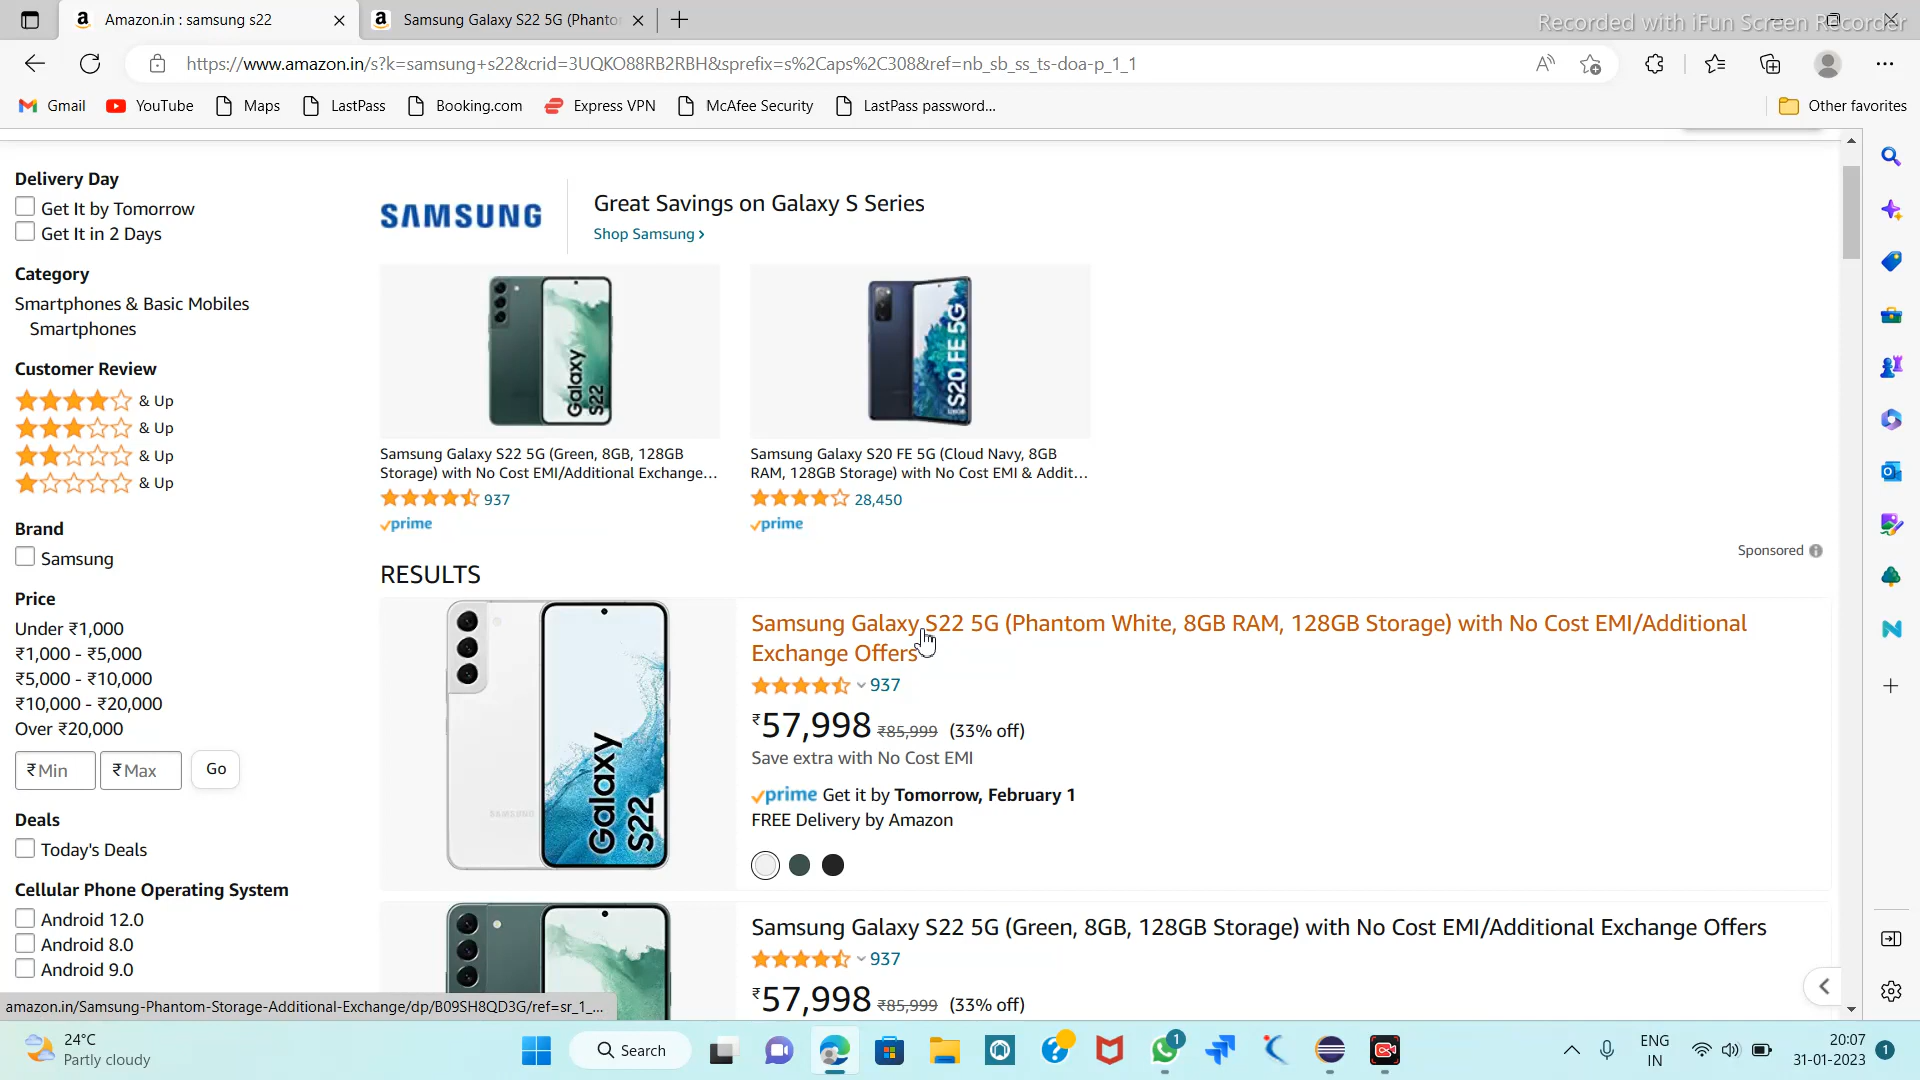 Amazon.in : samsung s22
Samsung Galaxy S22 5G (Phanto
Recorded with iFun Screen Recorder
https://www.amazon.in/s?k=samsung+s22&crid=3UQKO88RB2RBH&sprefix=s%2Caps%2C308&ref=nb_sb_ss_ts-doa-p_1_1
Gmail
YouTube
Maps
LastPass
Booking.com
Express VPN
McAfee Security
LastPass password...
Other favorites
Delivery Day
Get It by Tomorrow
Get It in 2 Days
Category
Smartphones & Basic Mobiles
Smartphones
Customer Review
& Up
& Up
& Up
& Up
Brand
Samsung
Price
Under ₹1,000
₹1,000 - ₹5,000
₹5,000 - ₹10,000
₹10,000 - ₹20,000
Over ₹20,000
₹ Min
₹ Max
Go
Deals
Today's Deals
Cellular Phone Operating System
Android 12.0
Android 8.0
Android 9.0
SAMSUNG
Great Savings on Galaxy S Series
Shop Samsung ›
Galaxy
S22
S20 FE 5G
Samsung Galaxy S22 5G (Green, 8GB, 128GB
Storage) with No Cost EMI/Additional Exchange...
937
prime
Samsung Galaxy S20 FE 5G (Cloud Navy, 8GB
RAM, 128GB Storage) with No Cost EMI & Addit...
28,450
prime
Sponsored
RESULTS
SAMSUNG
Galaxy
S22
Samsung Galaxy S22 5G (Phantom White, 8GB RAM, 128GB Storage) with No Cost EMI/Additional
Exchange Offers
937
₹57,998 ₹85,999 (33% off)
Save extra with No Cost EMI
prime Get it by Tomorrow, February 1
FREE Delivery by Amazon
Samsung Galaxy S22 5G (Green, 8GB, 128GB Storage) with No Cost EMI/Additional Exchange Offers
937
₹57,998 ₹85,999 (33% off)
amazon.in/Samsung-Phantom-Storage-Additional-Exchange/dp/B09SH8QD3G/ref=sr_1_...
24°C
Partly cloudy
Search
1
ENG
IN
20:07
31-01-2023
1